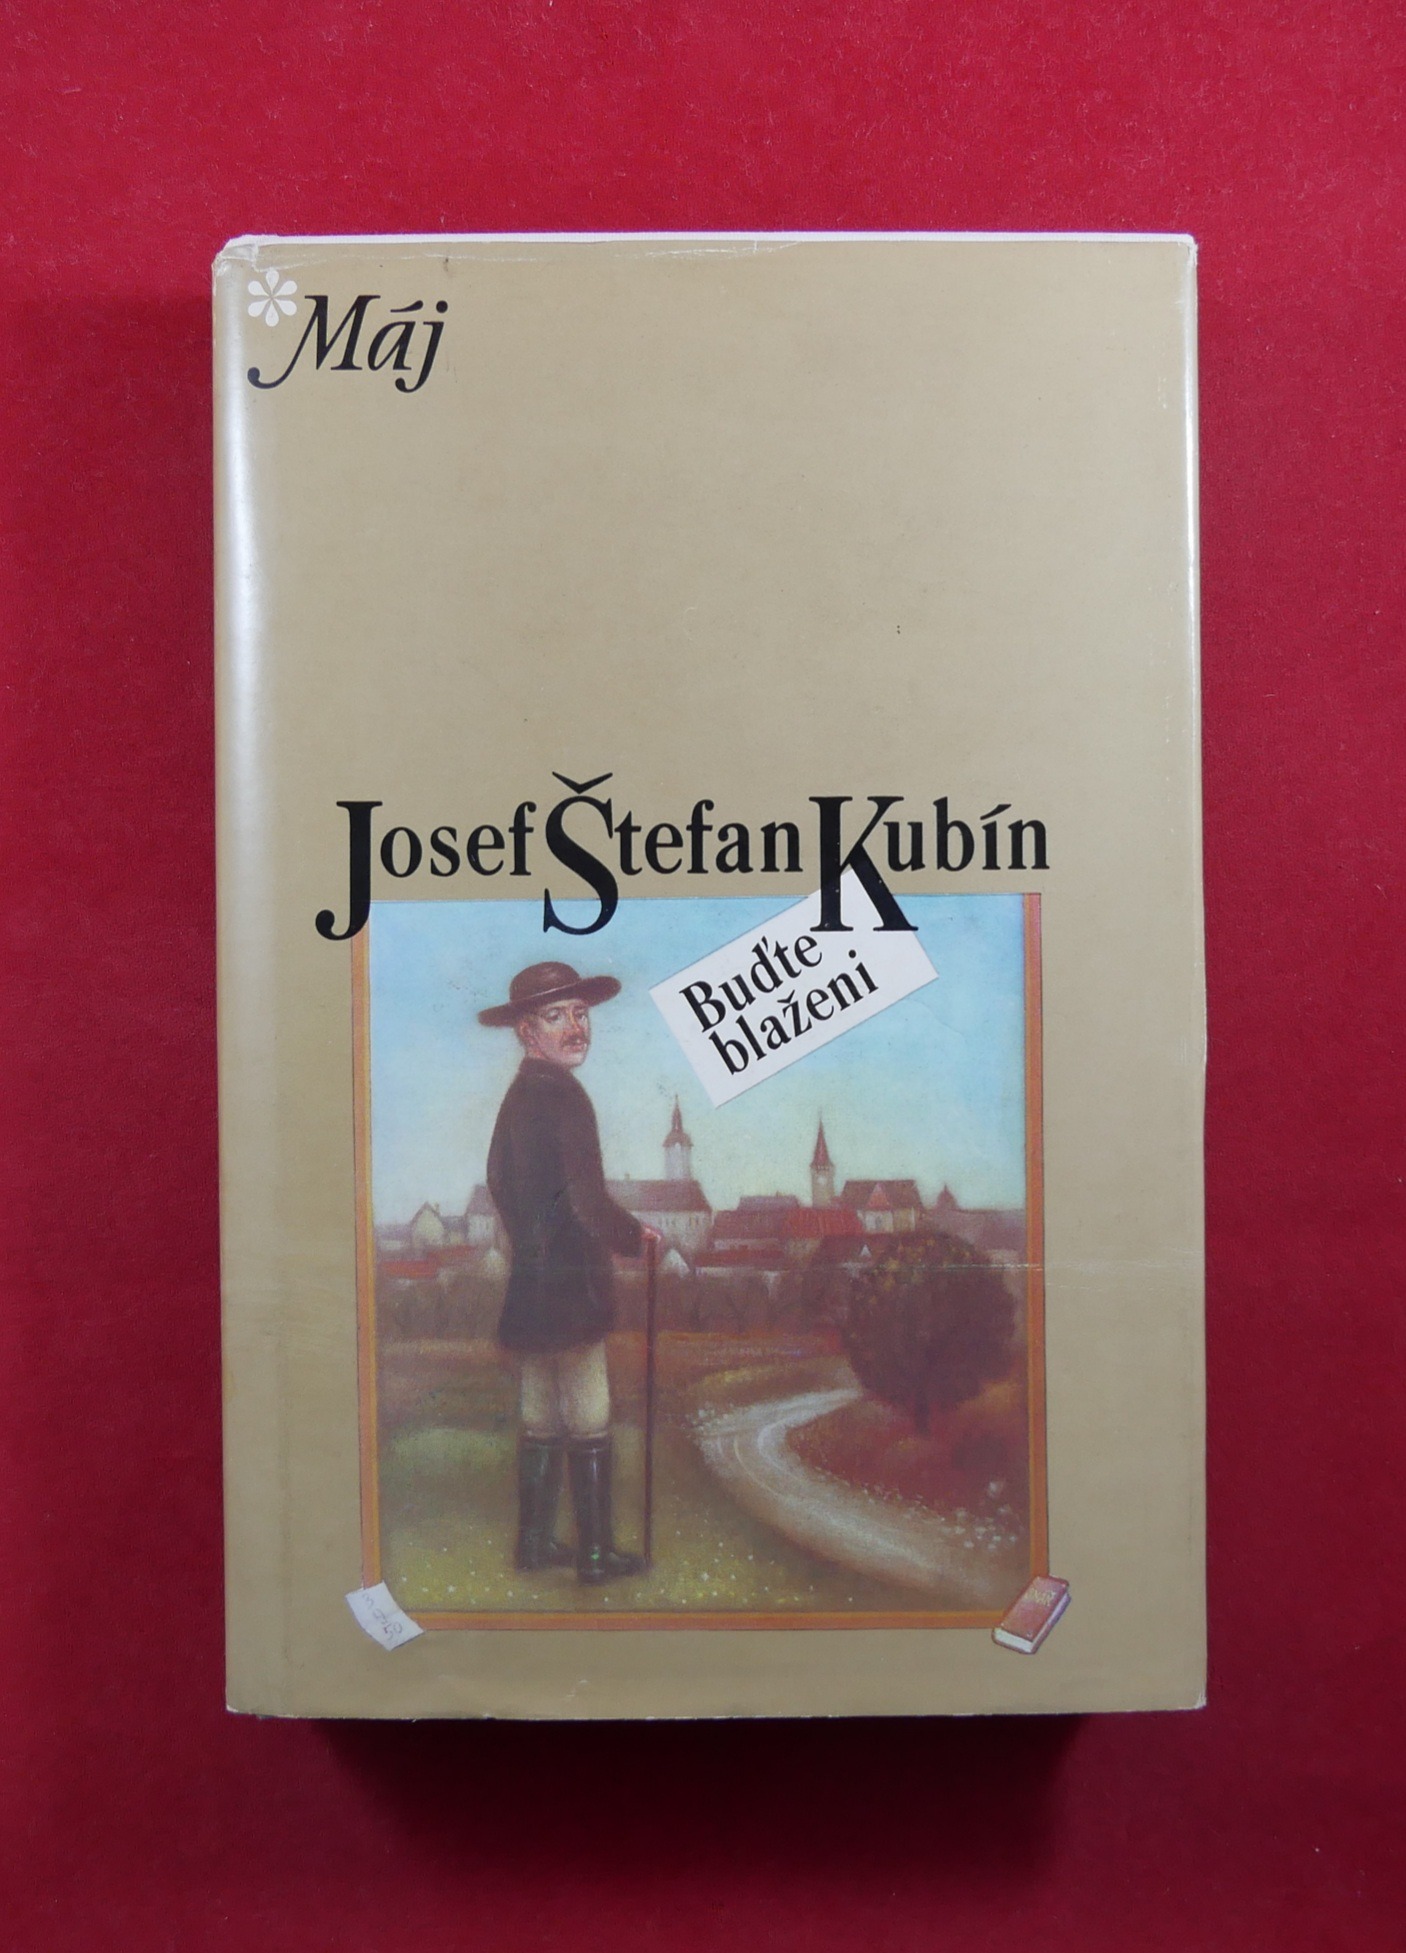 Máj
Josef Štefan Kubín
Buďte
blaženi